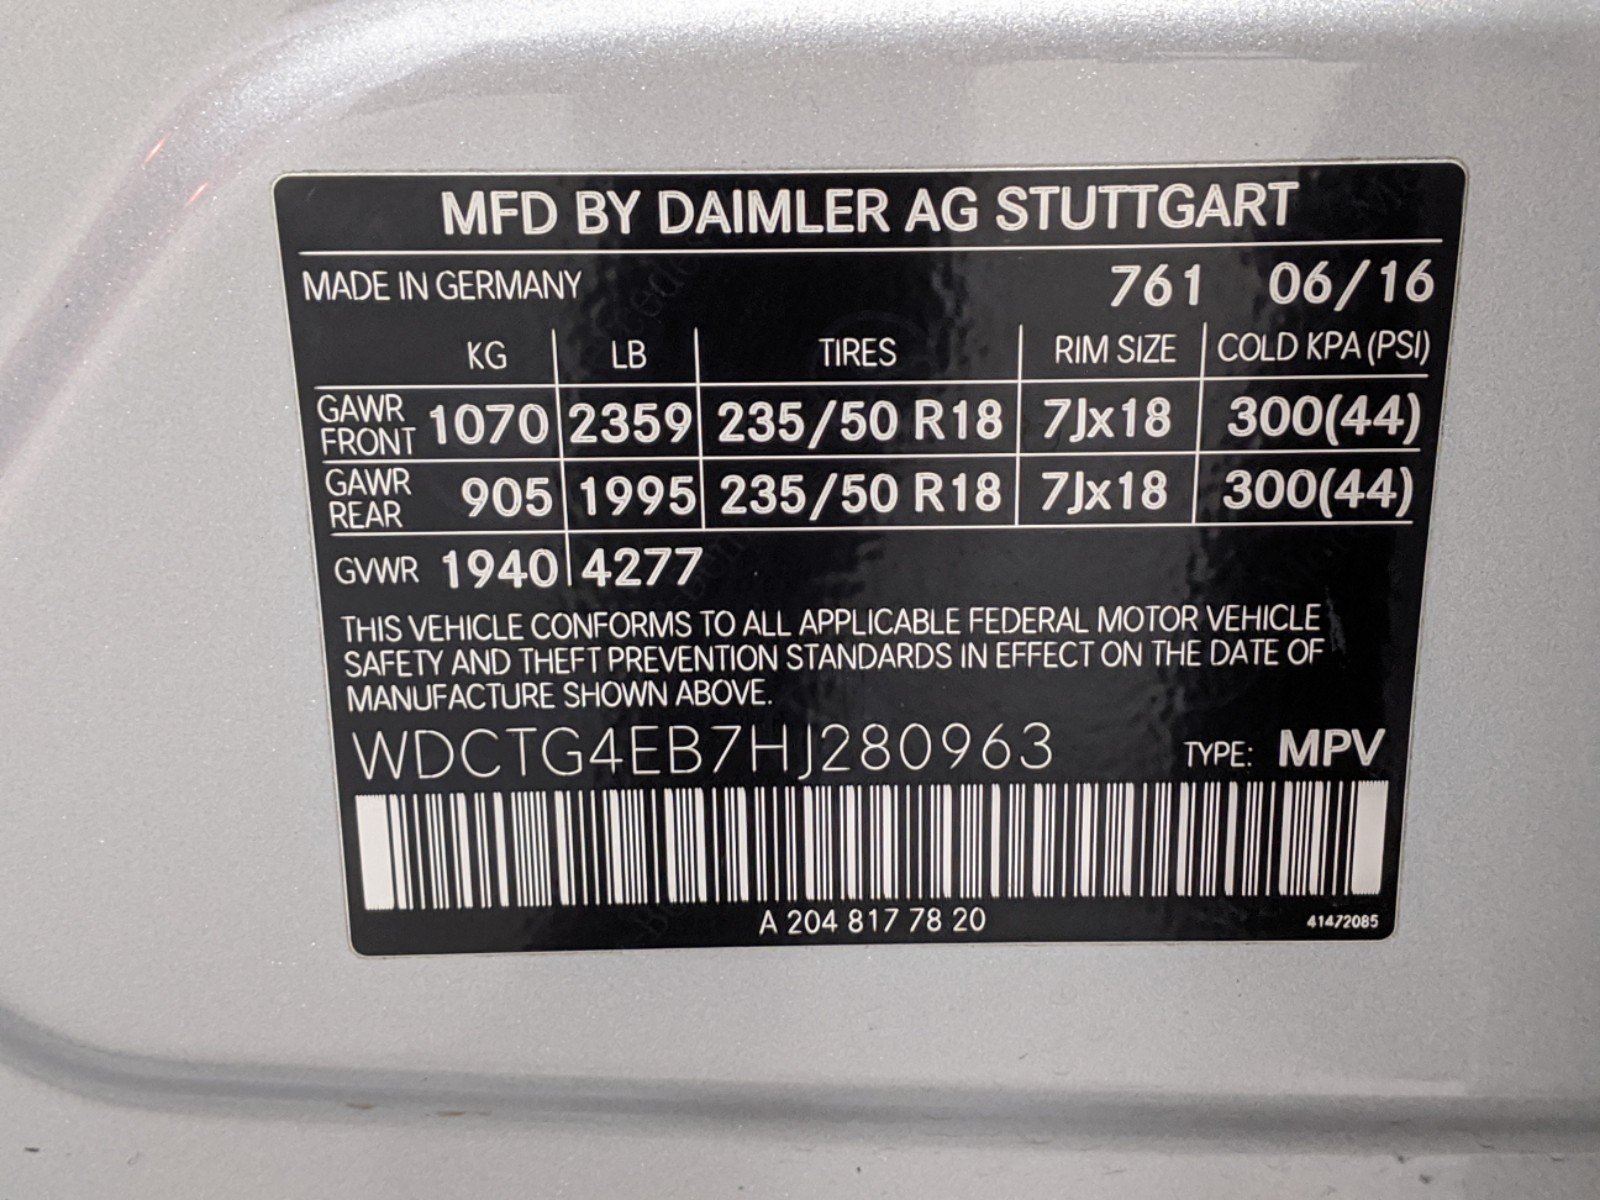 MFD BY DAIMLER AG STUTTGART
MADE IN GERMANY 761 06/16
KG LB TIRES RIM SIZE COLD KPA (PSI)
GAWR FRONT 1070 2359 235/50 R18 7Jx18 300(44)
GAWR REAR 905 1995 235/50 R18 7Jx18 300(44)
GVWR 1940 4277
THIS VEHICLE CONFORMS TO ALL APPLICABLE FEDERAL MOTOR VEHICLE
SAFETY AND THEFT PREVENTION STANDARDS IN EFFECT ON THE DATE OF
MANUFACTURE SHOWN ABOVE.
WDCTG4EB7HJ280963 TYPE: MPV
A 204 817 78 20 41472085